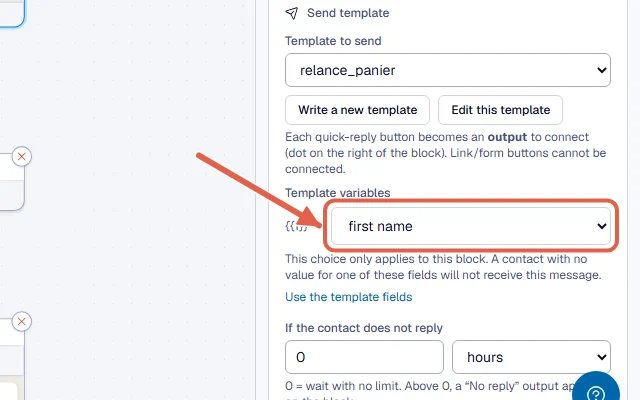 Send template
Template to send
relance_panier
Write a new template
Edit this template
Each quick-reply button becomes an output to connect
(dot on the right of the block). Link/form buttons cannot be
connected.
Template variables
first name
This choice only applies to this block. A contact with no
value for one of these fields will not receive this message.
Use the template fields
If the contact does not reply
0
hours
0 = wait with no limit. Above 0, a “No reply” output